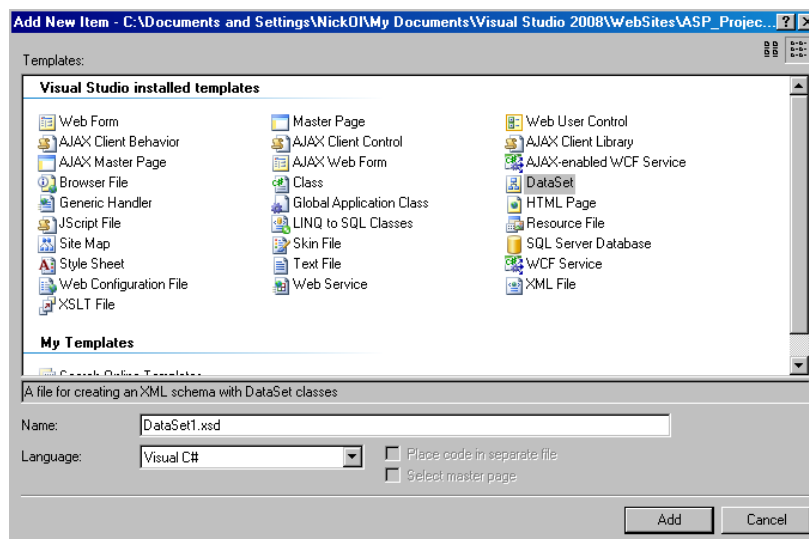 Add New Item - C:\Documents and Settings\NickOl\My Documents\Visual Studio 2008\WebSites\ASP_Projec...
Templates:
Visual Studio installed templates
Web Form Master Page Web User Control
AJAX Client Behavior AJAX Client Control AJAX Client Library
AJAX Master Page AJAX Web Form AJAX-enabled WCF Service
Browser File Class DataSet
Generic Handler Global Application Class HTML Page
JScript File LINQ to SQL Classes Resource File
Site Map Skin File SQL Server Database
Style Sheet Text File WCF Service
Web Configuration File Web Service XML File
XSLT File
My Templates
Search Online Templates
A file for creating an XML schema with DataSet classes
Name: DataSet1.xsd
Language: Visual C# Place code in separate file
Select master page
Add Cancel